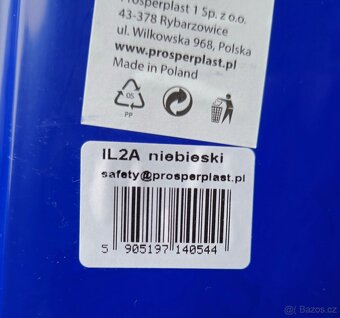 Prosperplast 1 Sp. z o.o.
43-378 Rybarzowice
ul. Wilkowska 968, Polska
www.prosperplast.pl
Made in Poland
05
PP
IL2A niebieski
safety@prosperplast.pl
5 905197 140544
Bazos.cz